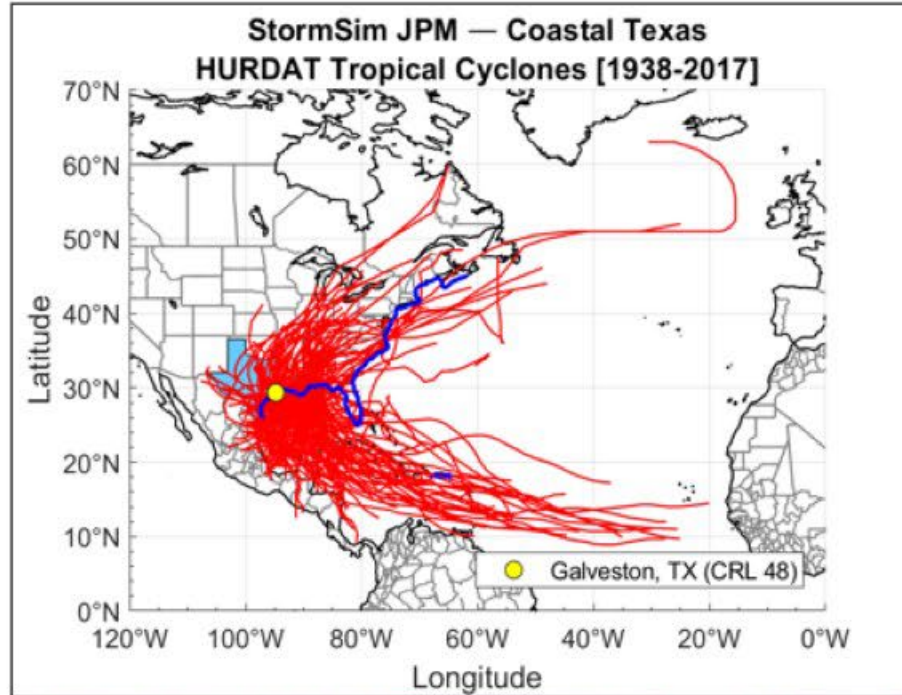 StormSim JPM — Coastal Texas
HURDAT Tropical Cyclones [1938-2017]
70°N
60°N
50°N
40°N
30°N
20°N
10°N
0°N
Latitude
Galveston, TX (CRL 48)
120°W 100°W 80°W 60°W 40°W 20°W 0°W
Longitude